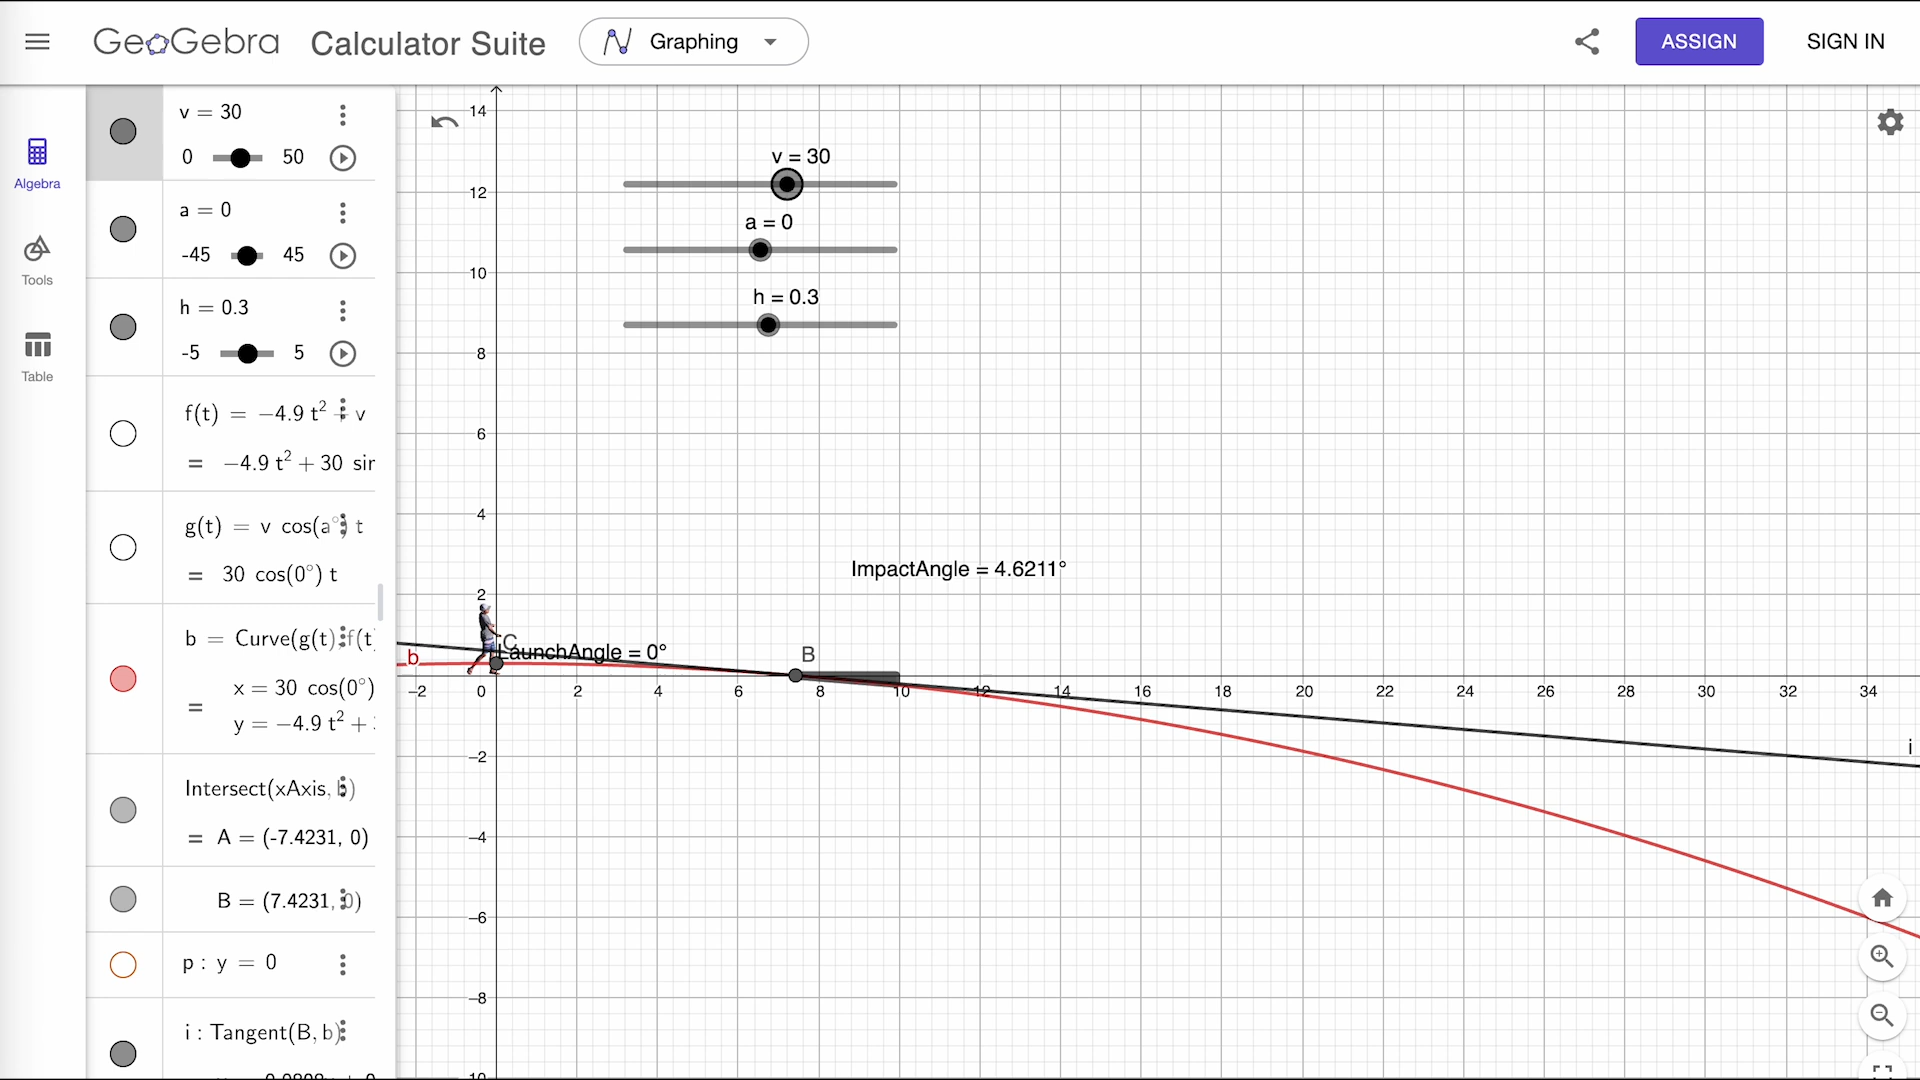 GeoGebra Calculator Suite Graphing ASSIGN SIGN IN
Algebra
Tools
Table
v = 30
0 50
a = 0
-45 45
h = 0.3
-5 5
f(t) = −4.9 t² + v
= −4.9 t² + 30 sin
g(t) = v cos(a°) t
= 30 cos(0°) t
b = Curve(g(t), f(t)
x = 30 cos(0°)
=
y = −4.9 t² +
Intersect(xAxis, b)
= A = (-7.4231, 0)
B = (7.4231, 0)
p : y = 0
i : Tangent(B, b)
v = 30
a = 0
h = 0.3
ImpactAngle = 4.6211°
C
LaunchAngle = 0°
B
b
i
14
12
10
8
6
4
2
−2 0 2 4 6 8 10 12 14 16 18 20 22 24 26 28 30 32 34
−2
−4
−6
−8